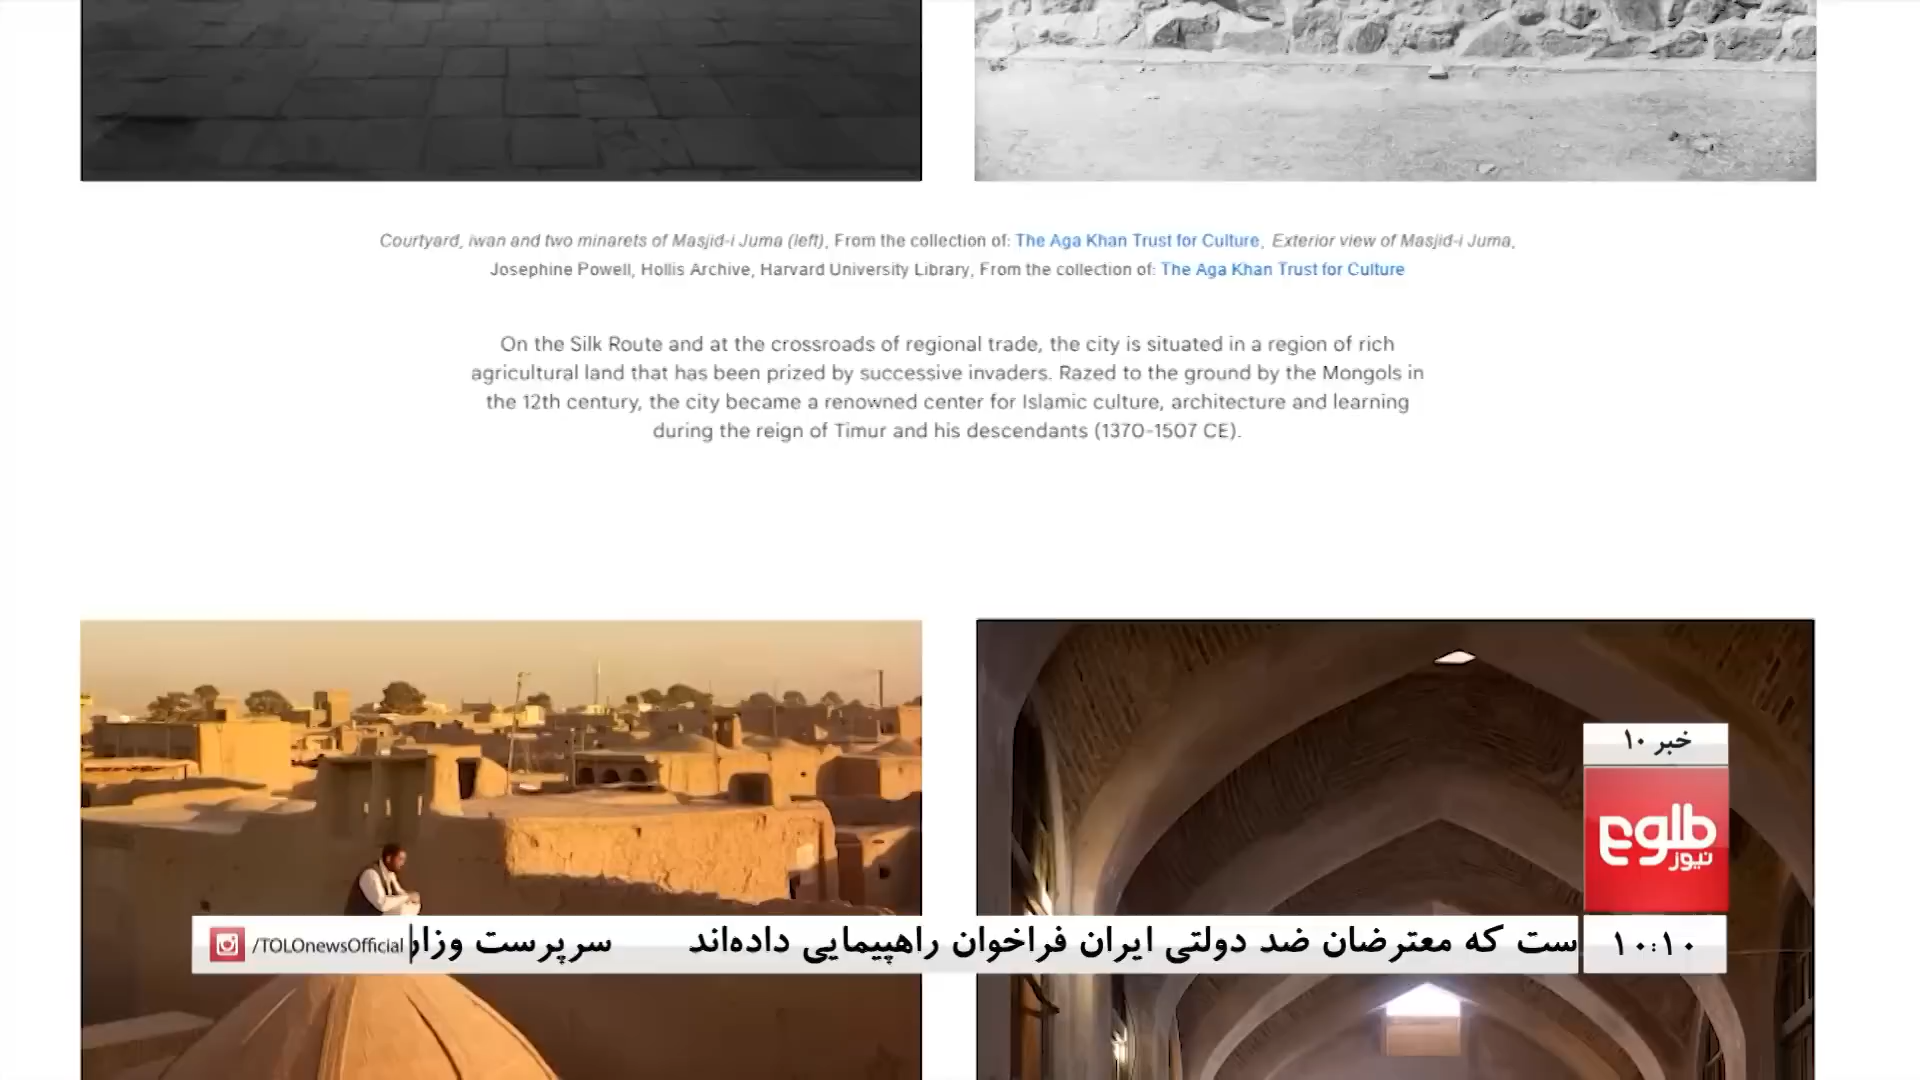 Courtyard, iwan and two minarets of Masjid-i Juma (left), From the collection of: The Aga Khan Trust for Culture, Exterior view of Masjid-i Juma,
Josephine Powell, Hollis Archive, Harvard University Library, From the collection of: The Aga Khan Trust for Culture
On the Silk Route and at the crossroads of regional trade, the city is situated in a region of rich
agricultural land that has been prized by successive invaders. Razed to the ground by the Mongols in
the 12th century, the city became a renowned center for Islamic culture, architecture and learning
during the reign of Timur and his descendants (1370-1507 CE).
خبر ۱۰
طلوع
نیوز
ست که معترضان ضد دولتی ایران فراخوان راهپیمایی داده‌اند سرپرست وزار
/TOLOnewsOfficial
۱۰:۱۰